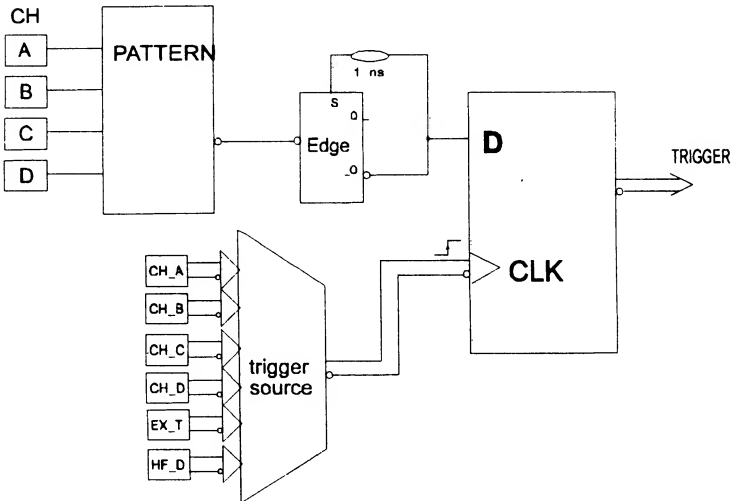 CH
A
PATTERN
B
C
D
1 ns
S
Q
Edge
_Q
D
TRIGGER
CLK
CH_A
CH_B
CH_C
CH_D
EX_T
HF_D
trigger
source